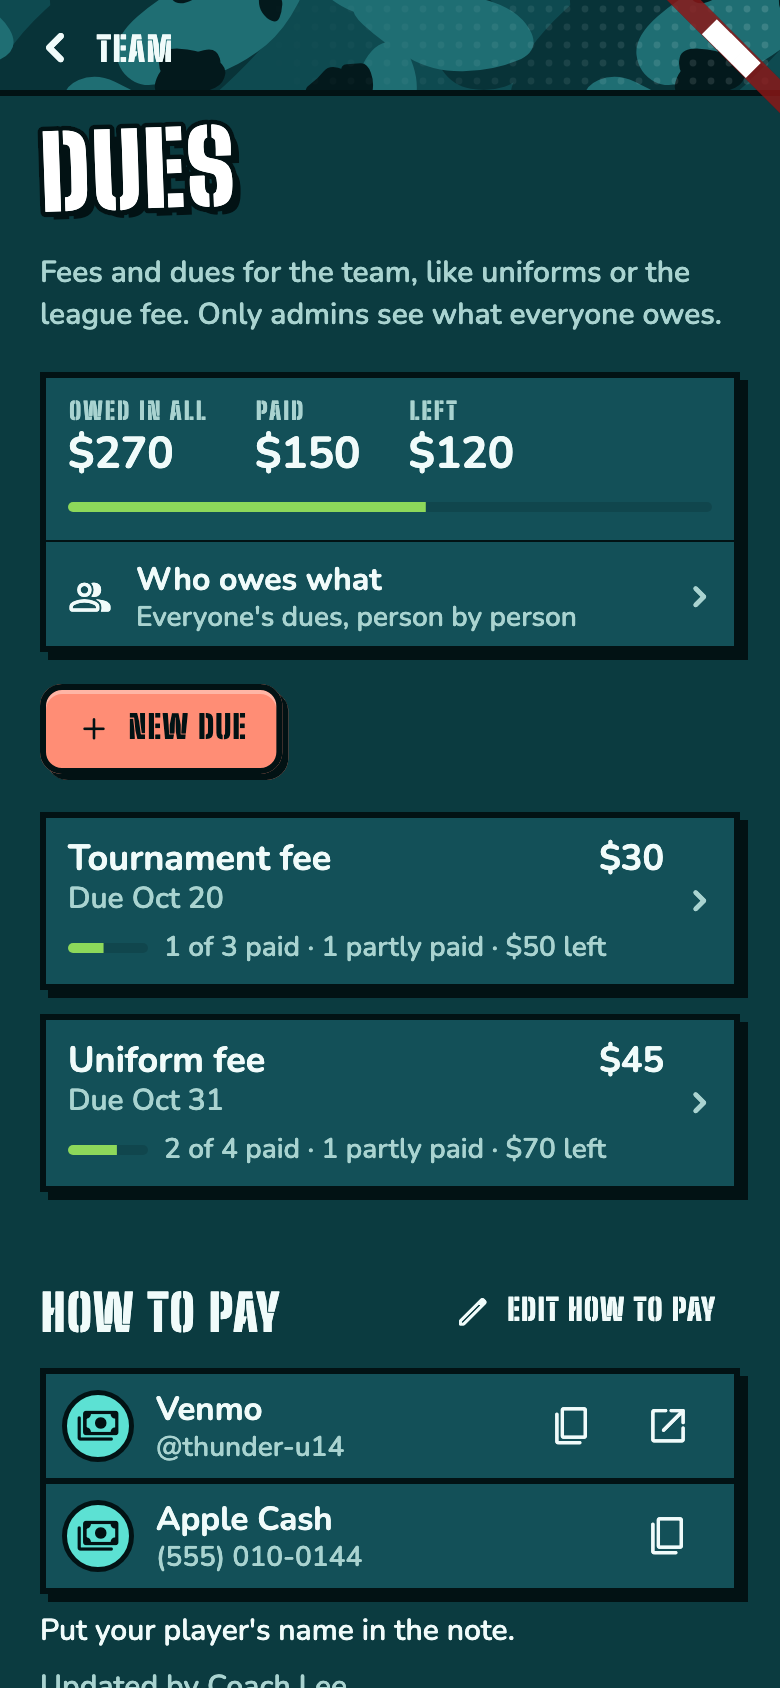 TEAM
DUES
Fees and dues for the team, like uniforms or the
league fee. Only admins see what everyone owes.
OWED IN ALL PAID LEFT
$270 $150 $120
Who owes what
Everyone's dues, person by person
+ NEW DUE
Tournament fee $30
Due Oct 20
1 of 3 paid · 1 partly paid · $50 left
Uniform fee $45
Due Oct 31
2 of 4 paid · 1 partly paid · $70 left
HOW TO PAY EDIT HOW TO PAY
Venmo
@thunder-u14
Apple Cash
(555) 010-0144
Put your player's name in the note.
Updated by Coach Lee